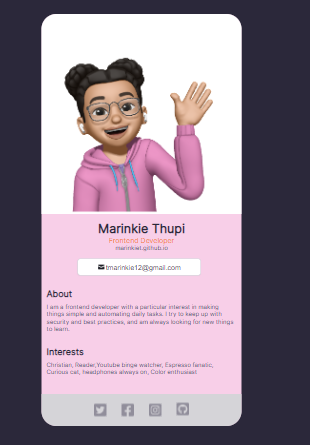 Marinkie Thupi
Frontend Developer
marinkiet.github.io
tmarinkie12@gmail.com
About
I am a frontend developer with a particular interest in making
things simple and automating daily tasks. I try to keep up with
security and best practices, and am always looking for new things
to learn.
Interests
Christian, Reader,Youtube binge watcher, Espresso fanatic,
Curious cat, headphones always on, Color enthusiast